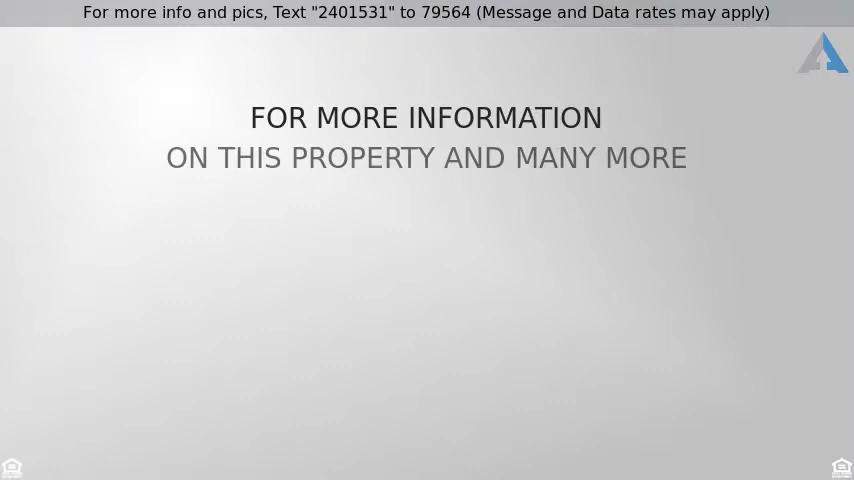 For more info and pics, Text "2401531" to 79564 (Message and Data rates may apply)
FOR MORE INFORMATION
ON THIS PROPERTY AND MANY MORE